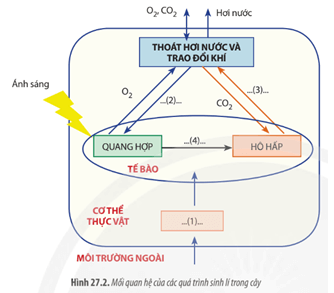 O₂, CO₂
Hơi nước
THOÁT HƠI NƯỚC VÀ
TRAO ĐỔI KHÍ
Ánh sáng
O₂
...(2)...
...(3)...
CO₂
QUANG HỢP
...(4)...
HÔ HẤP
TẾ BÀO
CƠ THỂ
THỰC VẬT
...(1)...
MÔI TRƯỜNG NGOÀI
Hình 27.2. Mối quan hệ của các quá trình sinh lí trong cây